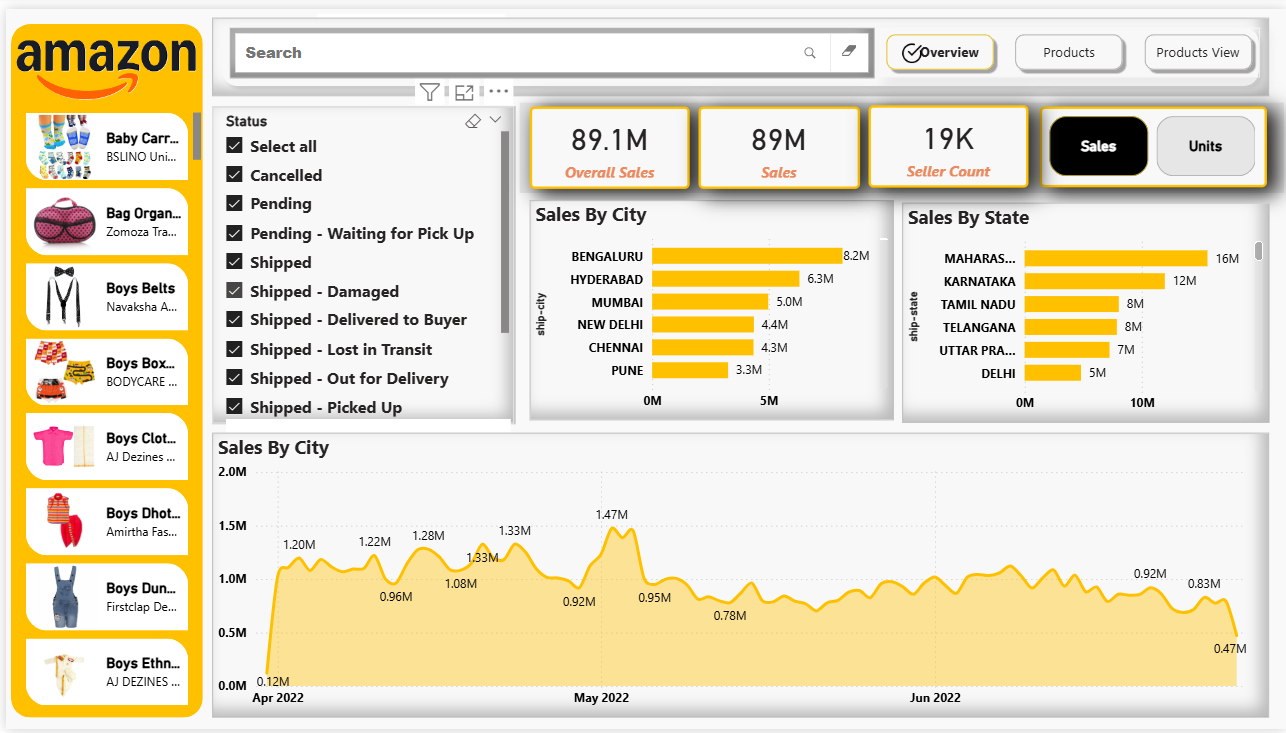 amazon
Baby Carr...
BSLINO Uni...
Bag Organ...
Zomoza Tra...
Boys Belts
Navaksha A...
Boys Box...
BODYCARE ...
Boys Clot...
AJ Dezines ...
Boys Dhot...
Amirtha Fas...
Boys Dun...
Firstclap De...
Boys Ethn...
AJ DEZINES ...
Search
Overview
Products
Products View
Status
Select all
Cancelled
Pending
Pending - Waiting for Pick Up
Shipped
Shipped - Damaged
Shipped - Delivered to Buyer
Shipped - Lost in Transit
Shipped - Out for Delivery
Shipped - Picked Up
89.1M
Overall Sales
89M
Sales
19K
Seller Count
Sales
Units
Sales By City
ship-city
BENGALURU 8.2M
HYDERABAD 6.3M
MUMBAI 5.0M
NEW DELHI 4.4M
CHENNAI 4.3M
PUNE 3.3M
0M 5M
Sales By State
ship-state
MAHARAS... 16M
KARNATAKA 12M
TAMIL NADU 8M
TELANGANA 8M
UTTAR PRA... 7M
DELHI 5M
0M 10M
Sales By City
2.0M
1.5M
1.0M
0.5M
0.0M
0.12M
1.20M
1.22M
0.96M
1.28M
1.08M
1.33M
1.33M
0.92M
1.47M
0.95M
0.78M
0.92M
0.83M
0.47M
Apr 2022 May 2022 Jun 2022